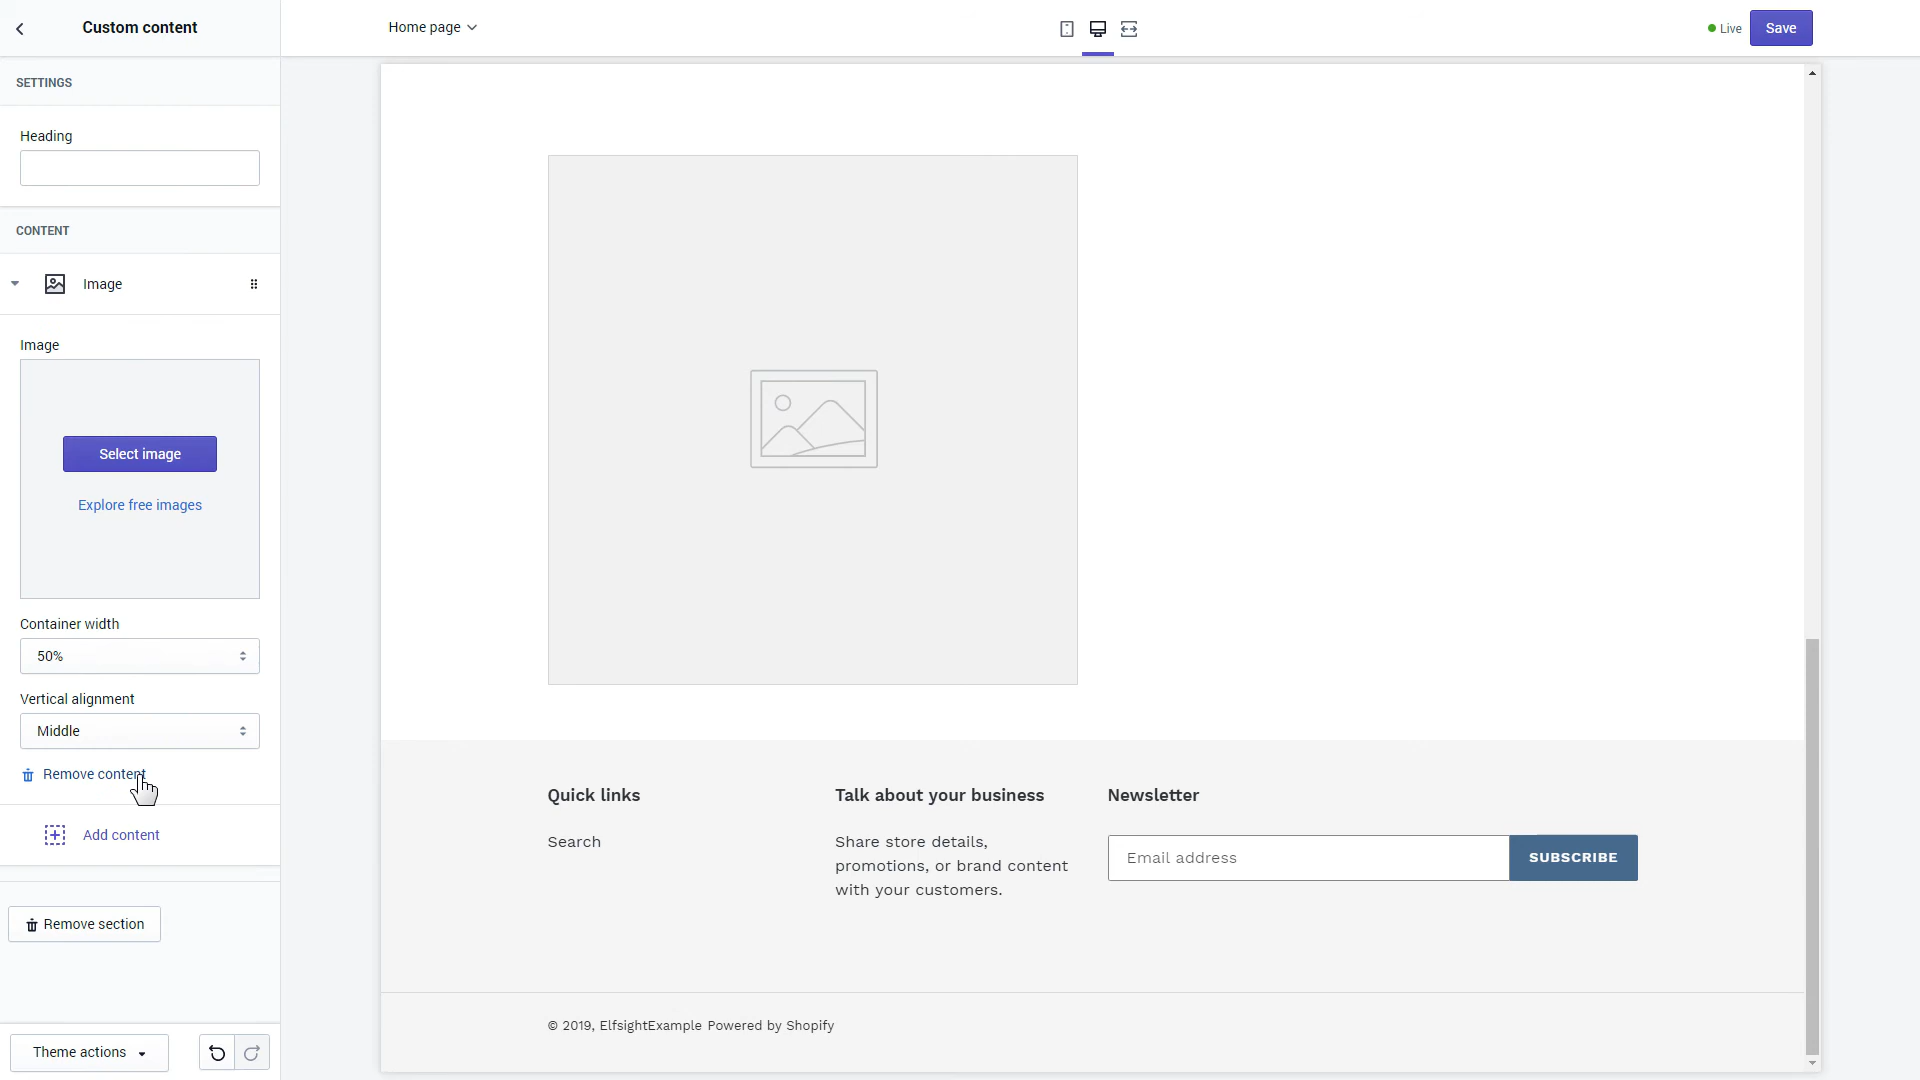 Custom content
Home page
Live
Save
SETTINGS
Heading
CONTENT
Image
Image
Select image
Explore free images
Container width
50%
Vertical alignment
Middle
Remove content
Add content
Remove section
Theme actions
Quick links
Search
Talk about your business
Share store details,
promotions, or brand content
with your customers.
Newsletter
Email address
SUBSCRIBE
© 2019, ElfsightExample Powered by Shopify